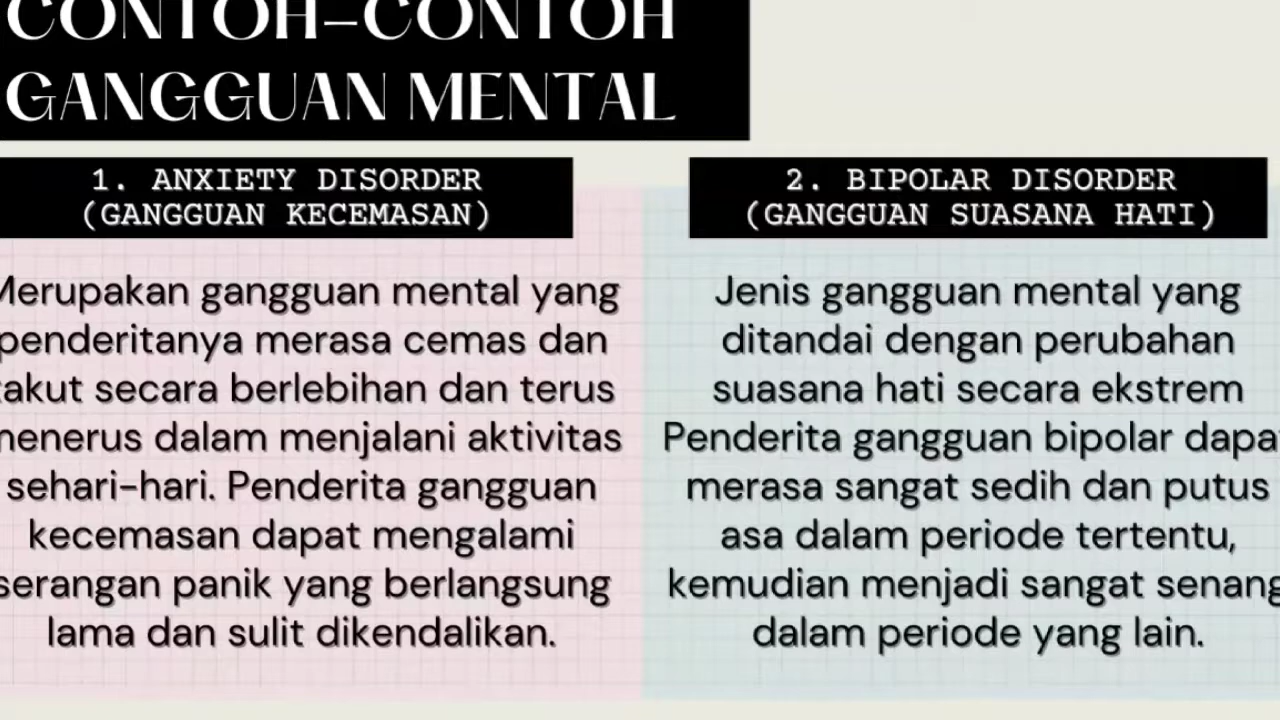 CONTOH-CONTOH
GANGGUAN MENTAL
1. ANXIETY DISORDER
(GANGGUAN KECEMASAN)
Merupakan gangguan mental yang
penderitanya merasa cemas dan
takut secara berlebihan dan terus
menerus dalam menjalani aktivitas
sehari-hari. Penderita gangguan
kecemasan dapat mengalami
serangan panik yang berlangsung
lama dan sulit dikendalikan.
2. BIPOLAR DISORDER
(GANGGUAN SUASANA HATI)
Jenis gangguan mental yang
ditandai dengan perubahan
suasana hati secara ekstrem
Penderita gangguan bipolar dapat
merasa sangat sedih dan putus
asa dalam periode tertentu,
kemudian menjadi sangat senang
dalam periode yang lain.